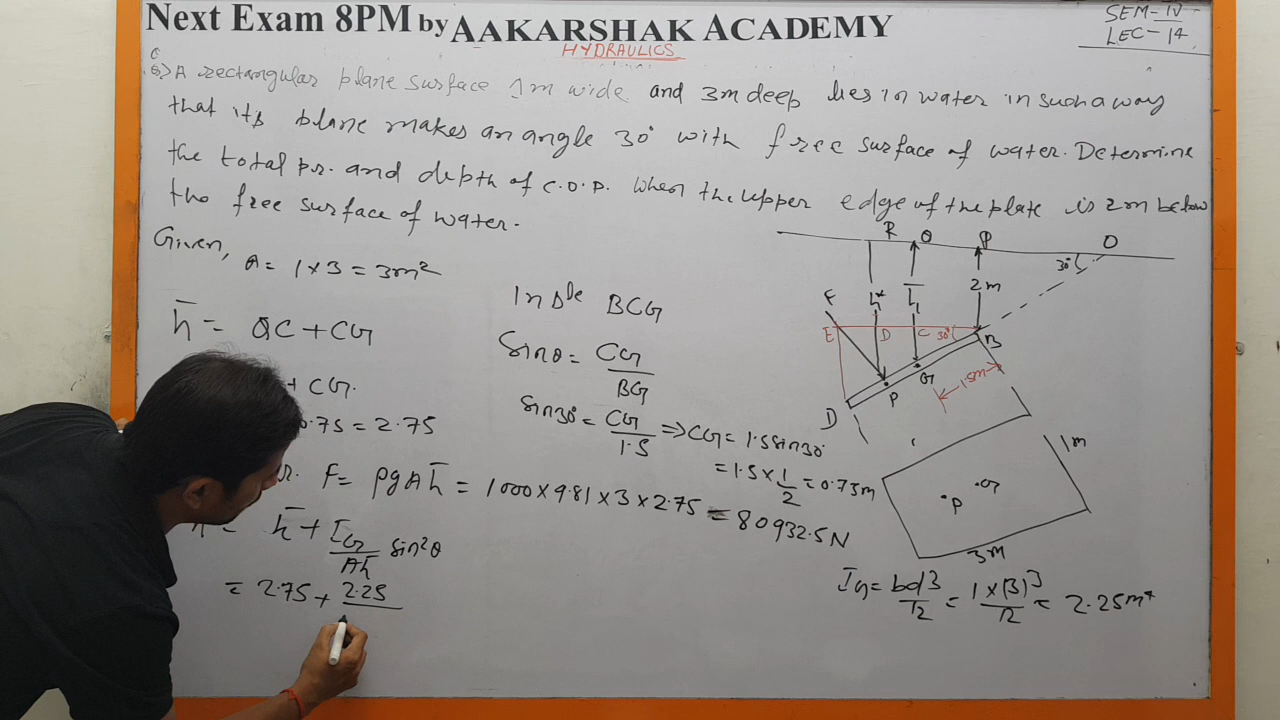 Next Exam 8PM by AAKARSHAK ACADEMY
SEM-IV
LEC-14
HYDRAULICS
Q> A rectangular plane surface 1m wide and 3m deep lies in water in such a way
that its plane makes an angle 30° with free surface of water. Determine
the total pr. and depth of C.O.P. when the upper edge of the plate is 2m below
the free surface of water.
Given,
A = 1 × 3 = 3m²
h̄ = QC + CG
+ CG.
0.75 = 2.75
F = ρgAh̄ = 1000 × 9.81 × 3 × 2.75 = 80932.5N
= h̄ + IG/Ah̄ sin²θ
= 2.75 + 2.25
In Δle BCG
Sinθ = CG/BG
Sin30° = CG/1.5 => CG = 1.5 sin30°
= 1.5 × 1/2 = 0.75m
R Q P O
30°
2m
F h* h̄
E D C 30° B
G
1.5m
P
D
1m
G
P
3m
IG = bd³/12 = 1×(3)³/12 = 2.25m⁴